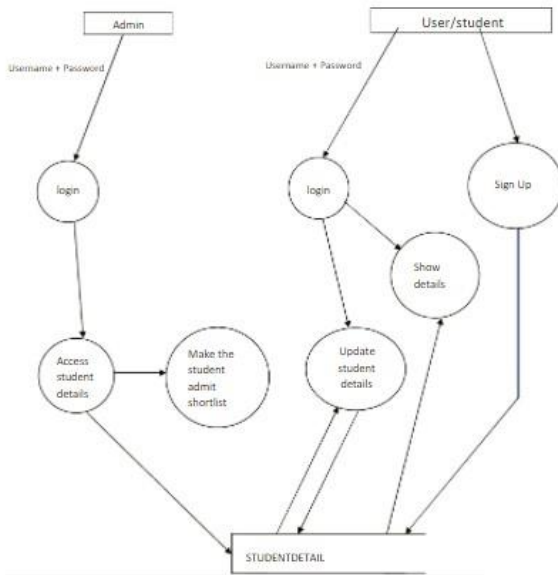 Admin
User/student
Username + Password
Username + Password
login
login
Sign Up
Show
details
Access
student
details
Make the
student
admit
shortlist
Update
student
details
STUDENTDETAIL